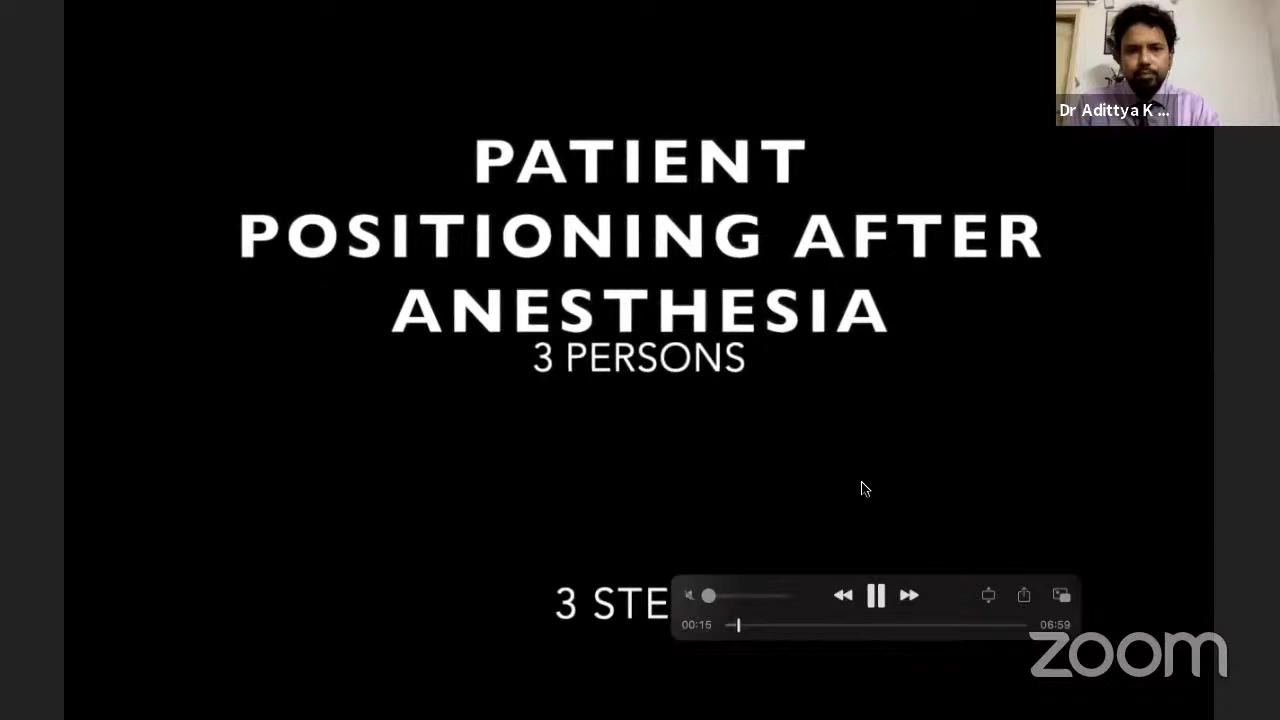 Dr Adittya K ...
PATIENT
POSITIONING AFTER
ANESTHESIA
3 PERSONS
3 STE
00:15
06:59
zoom